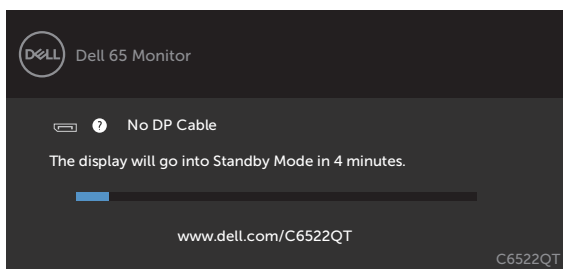 DELL Dell 65 Monitor
? No DP Cable
The display will go into Standby Mode in 4 minutes.
www.dell.com/C6522QT
C6522QT